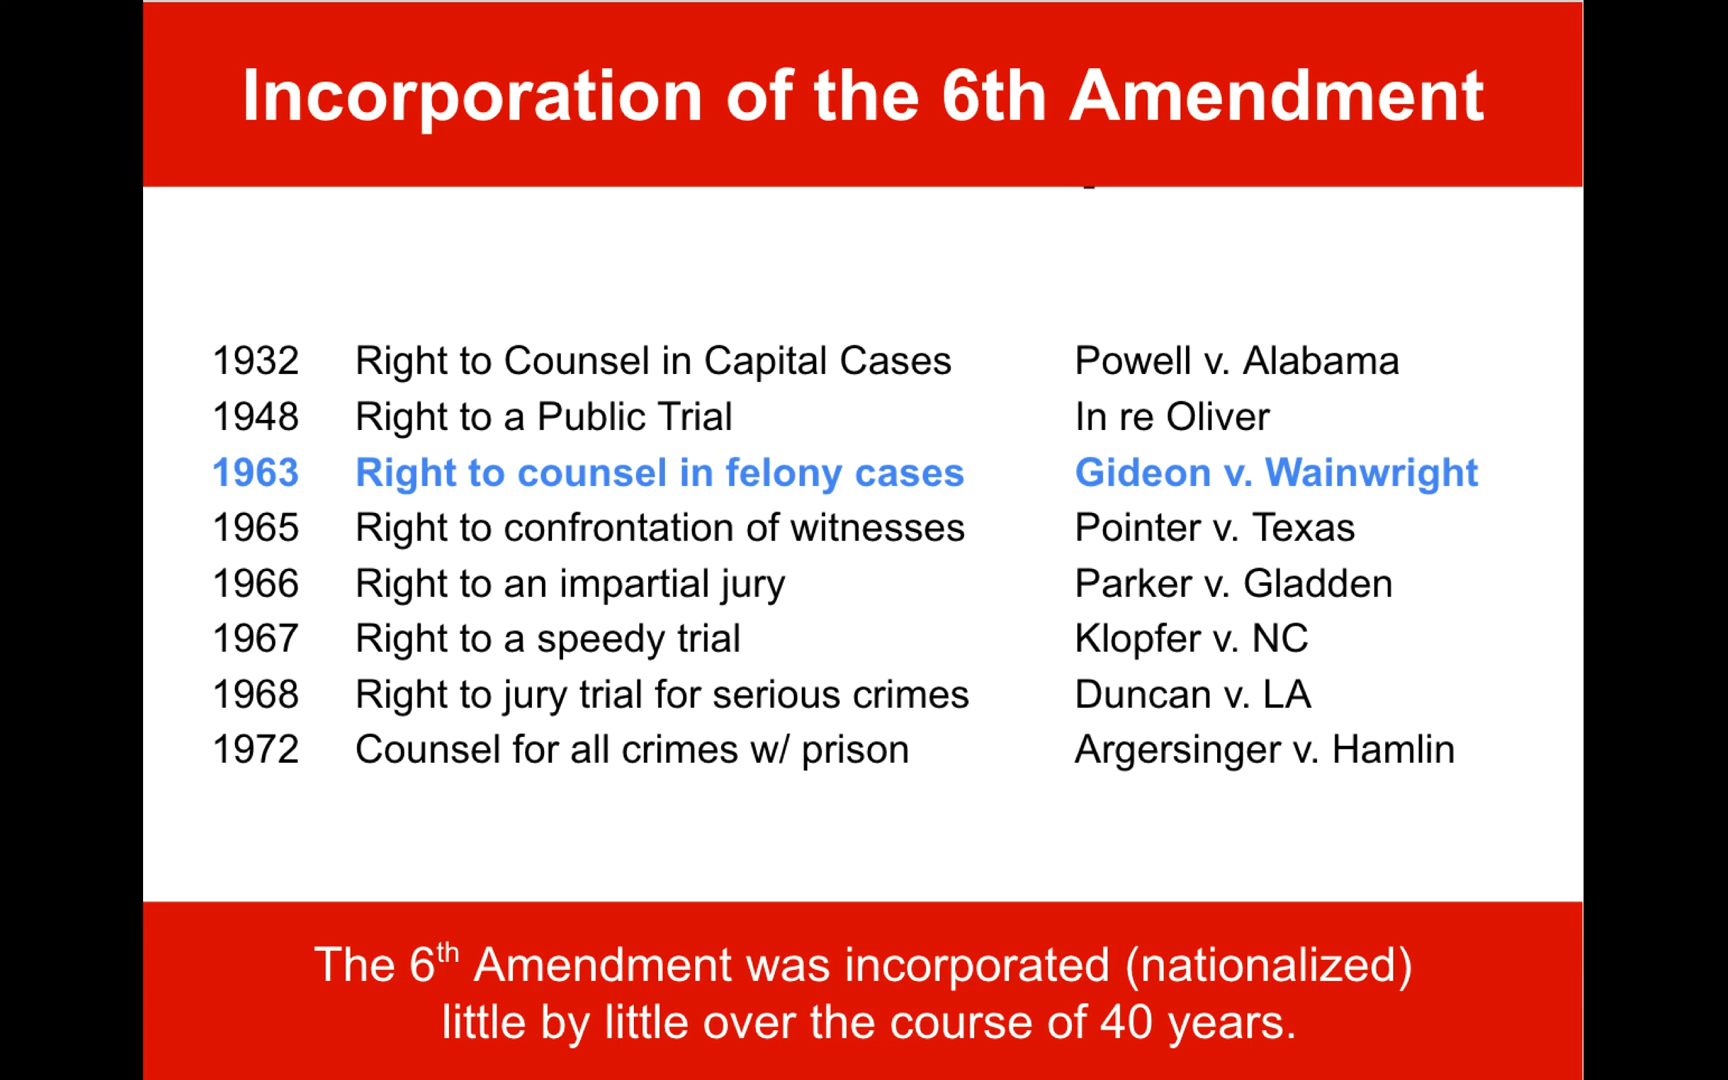 Incorporation of the 6th Amendment
1932 Right to Counsel in Capital Cases Powell v. Alabama
1948 Right to a Public Trial In re Oliver
1963 Right to counsel in felony cases Gideon v. Wainwright
1965 Right to confrontation of witnesses Pointer v. Texas
1966 Right to an impartial jury Parker v. Gladden
1967 Right to a speedy trial Klopfer v. NC
1968 Right to jury trial for serious crimes Duncan v. LA
1972 Counsel for all crimes w/ prison Argersinger v. Hamlin
The 6th Amendment was incorporated (nationalized)
little by little over the course of 40 years.